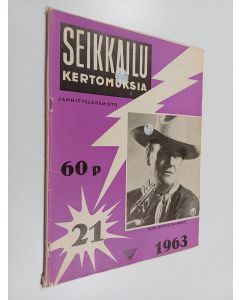 SEIKKAILU
KERTOMUKSIA
JÄNNITYSLUKEMISTO
60 p
21
1963